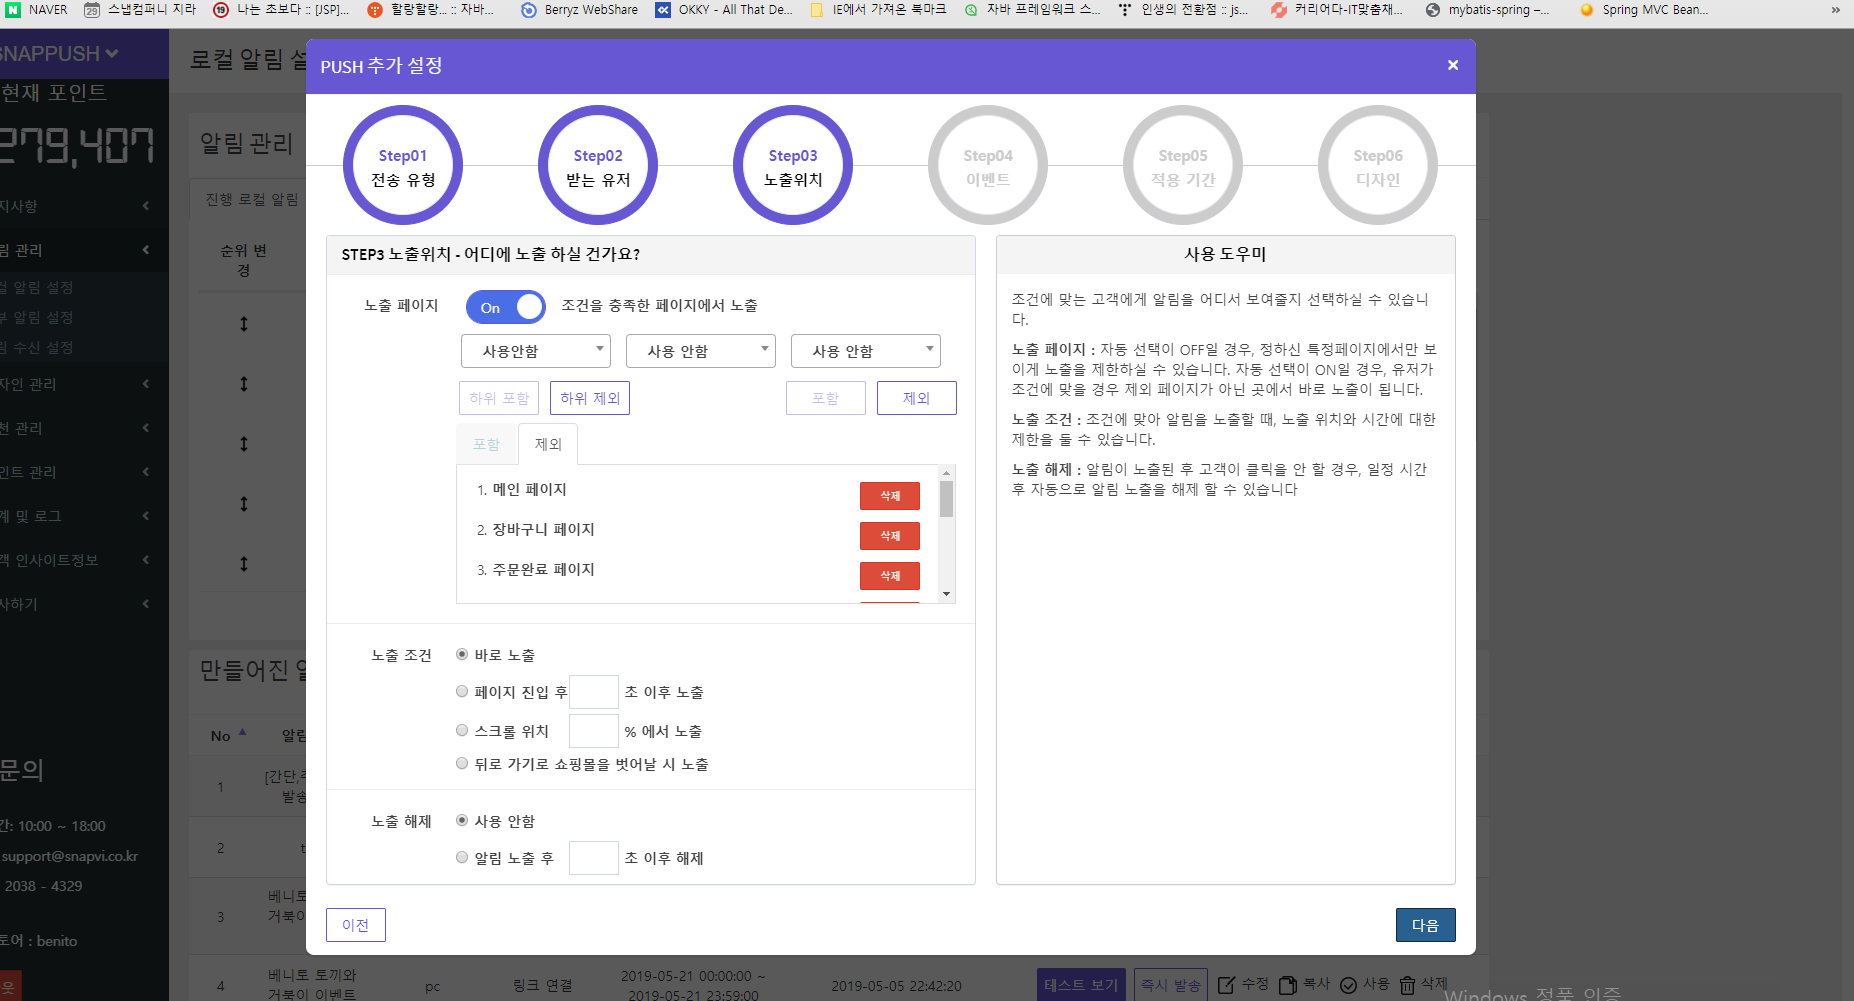 NAVER 29 스냅컴퍼니 지라 19 나는 초보다 :: [JSP]... 할랑할랑... :: 자바... Berryz WebShare OKKY - All That De... IE에서 가져온 북마크 자바 프레임워크 스... 인생의 전환점 :: js... 커리어다-IT맞춤채... mybatis-spring –... Spring MVC Bean... »
SNAPPUSH
현재 포인트
279,407
지사항
림 관리
컬 알림 설정
부 알림 설정
림 수신 설정
자인 관리
천 관리
인트 관리
계 및 로그
객 인사이트정보
사하기
문의
간: 10:00 ~ 18:00
support@snapvi.co.kr
2038 - 4329
토어 : benito
웃
로컬 알림 설
알림 관리
진행 로컬 알림
순위 변
경
만들어진 알
No 알림
1 [간단,주
발송
2 t
3 베니토
거북이
4 베니토 토끼와
거북이 이벤트
pc 링크 연결 2019-05-21 00:00:00 ~
2019-05-21 23:59:00
2019-05-05 22:42:20 테스트 보기 즉시 발송 수정 복사 사용 삭제
Windows 정품 인증
PUSH 추가 설정 ×
Step01
전송 유형
Step02
받는 유저
Step03
노출위치
Step04
이벤트
Step05
적용 기간
Step06
디자인
STEP3 노출위치 - 어디에 노출 하실 건가요?
노출 페이지 On 조건을 충족한 페이지에서 노출
사용안함 사용 안함 사용 안함
하위 포함 하위 제외 포함 제외
포함 제외
1. 메인 페이지 삭제
2. 장바구니 페이지 삭제
3. 주문완료 페이지 삭제
노출 조건 바로 노출
페이지 진입 후 초 이후 노출
스크롤 위치 % 에서 노출
뒤로 가기로 쇼핑몰을 벗어날 시 노출
노출 해제 사용 안함
알림 노출 후 초 이후 해제
사용 도우미
조건에 맞는 고객에게 알림을 어디서 보여줄지 선택하실 수 있습니
다.
노출 페이지 : 자동 선택이 OFF일 경우, 정하신 특정페이지에서만 보
이게 노출을 제한하실 수 있습니다. 자동 선택이 ON일 경우, 유저가
조건에 맞을 경우 제외 페이지가 아닌 곳에서 바로 노출이 됩니다.
노출 조건 : 조건에 맞아 알림을 노출할 때, 노출 위치와 시간에 대한
제한을 둘 수 있습니다.
노출 해제 : 알림이 노출된 후 고객이 클릭을 안 할 경우, 일정 시간
후 자동으로 알림 노출을 해제 할 수 있습니다
이전 다음